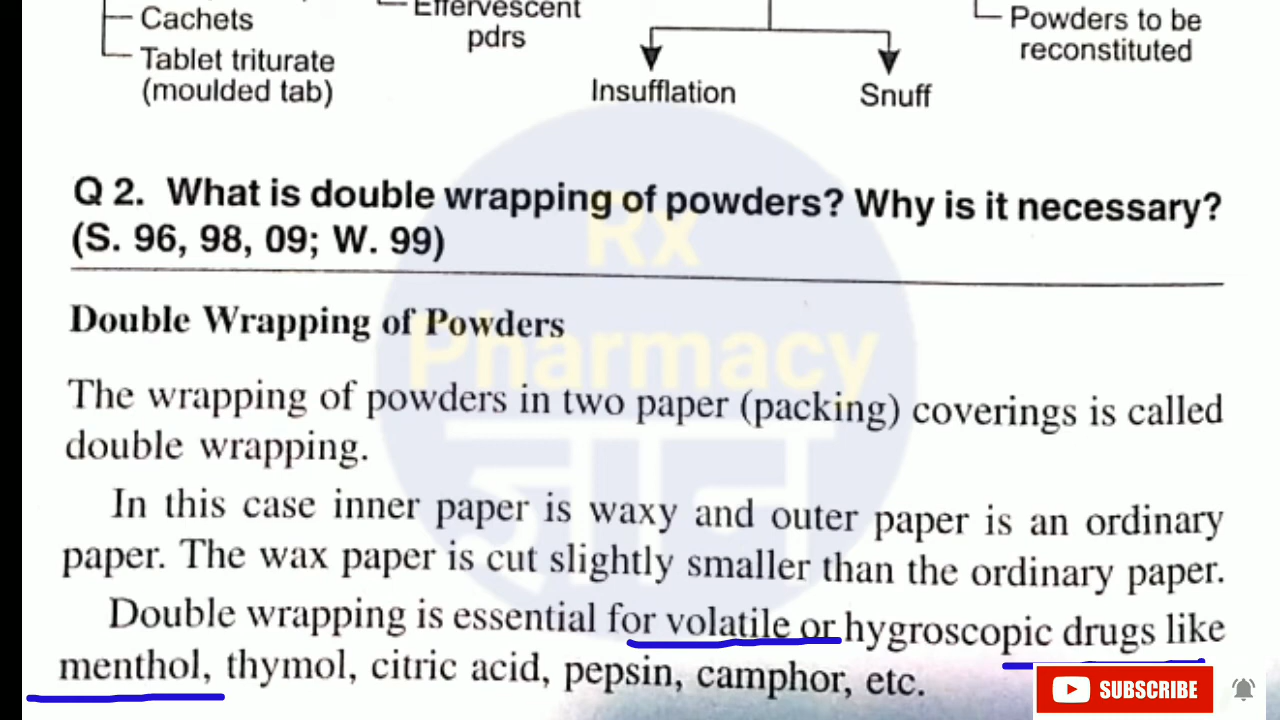 Cachets
Tablet triturate
(moulded tab)
Effervescent
pdrs
Insufflation
Snuff
Powders to be
reconstituted
Q 2. What is double wrapping of powders? Why is it necessary?
(S. 96, 98, 09; W. 99)
Double Wrapping of Powders
The wrapping of powders in two paper (packing) coverings is called
double wrapping.
In this case inner paper is waxy and outer paper is an ordinary
paper. The wax paper is cut slightly smaller than the ordinary paper.
Double wrapping is essential for volatile or hygroscopic drugs like
menthol, thymol, citric acid, pepsin, camphor, etc.
Rx
Pharmacy
ज्ञान
SUBSCRIBE